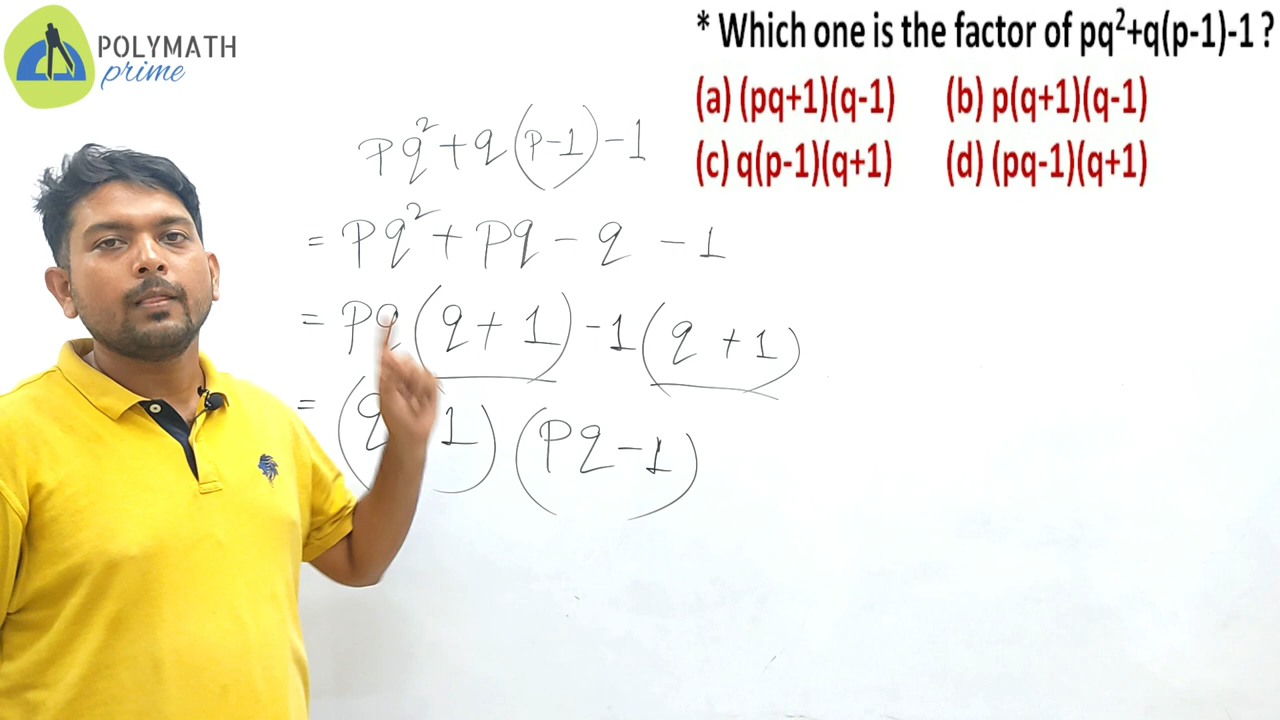 POLYMATH
prime
* Which one is the factor of pq²+q(p-1)-1 ?
(a) (pq+1)(q-1) (b) p(q+1)(q-1)
(c) q(p-1)(q+1) (d) (pq-1)(q+1)
pq² + q(p-1) - 1
= pq² + pq - q - 1
= pq(q + 1) - 1(q + 1)
= (q 1)(pq - 1)